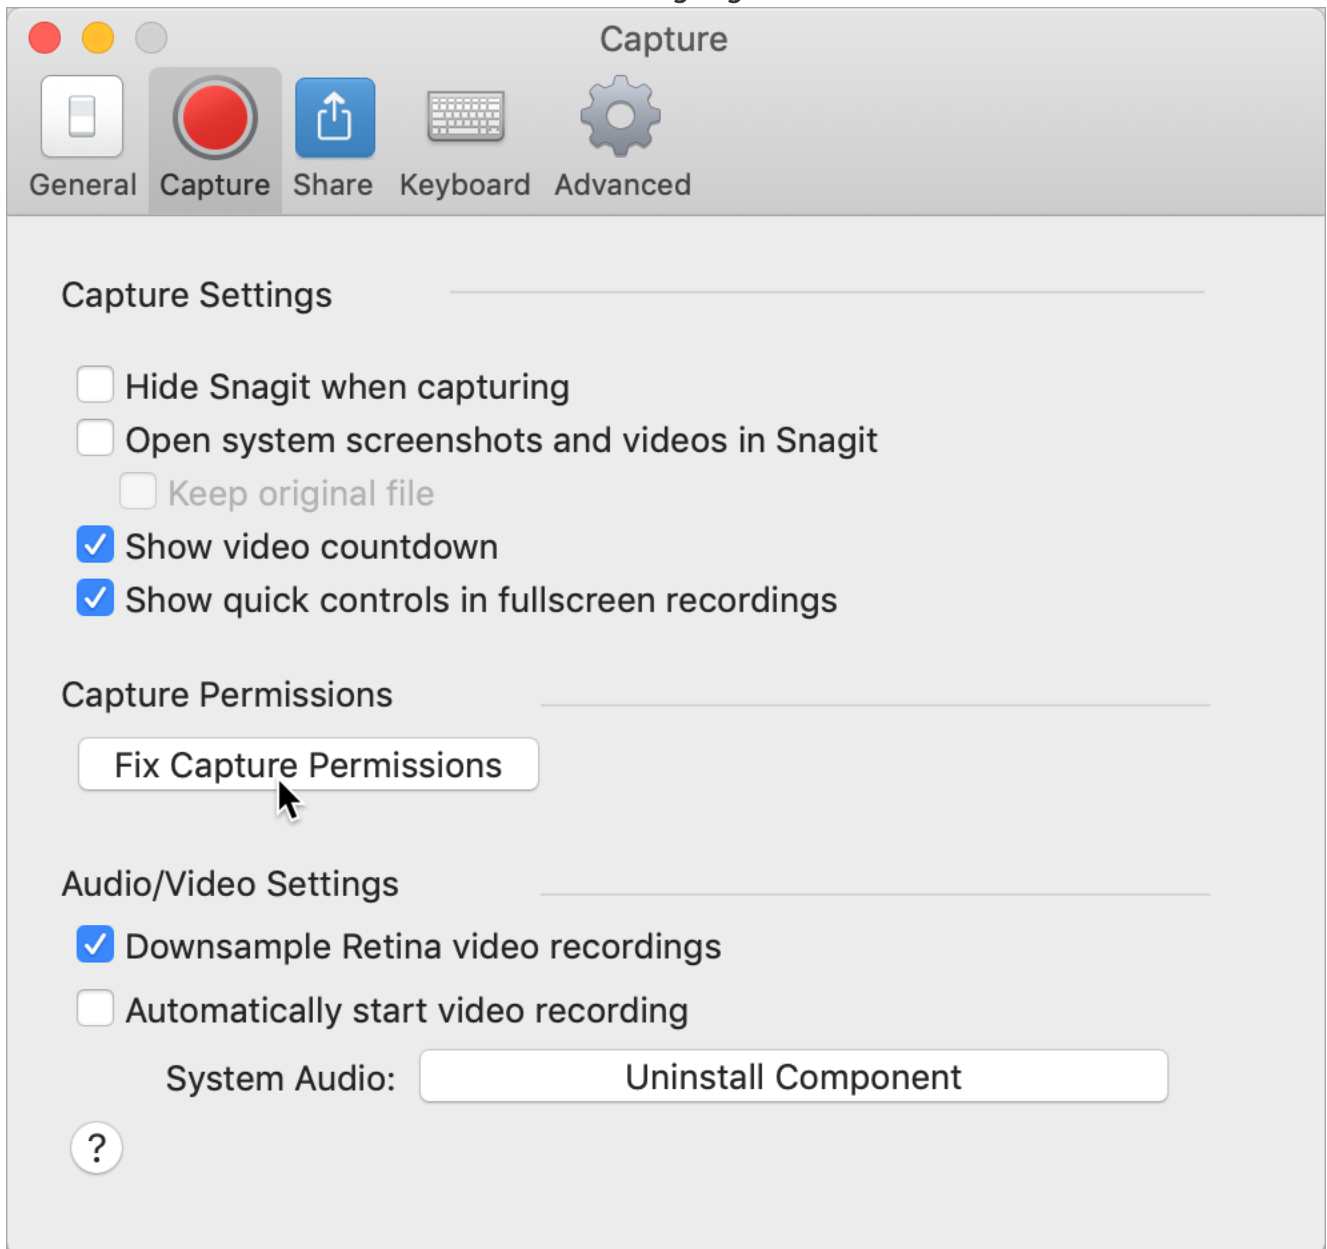 Capture
General Capture Share Keyboard Advanced
Capture Settings
Hide Snagit when capturing
Open system screenshots and videos in Snagit
Keep original file
Show video countdown
Show quick controls in fullscreen recordings
Capture Permissions
Fix Capture Permissions
Audio/Video Settings
Downsample Retina video recordings
Automatically start video recording
System Audio: Uninstall Component
?